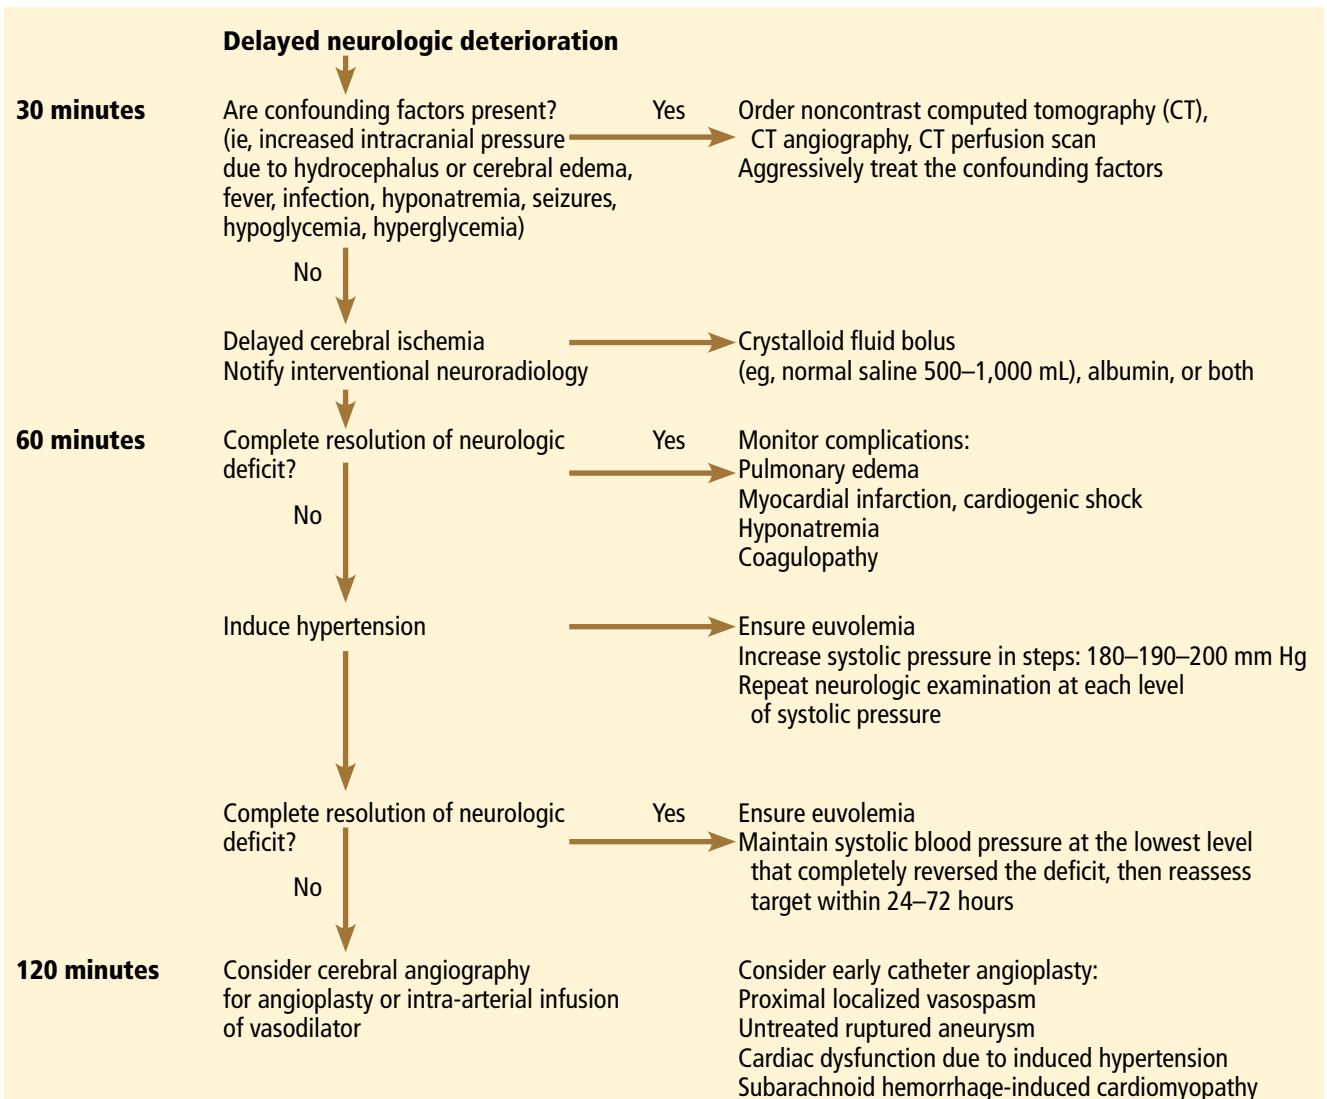 Delayed neurologic deterioration
30 minutes
Are confounding factors present?
(ie, increased intracranial pressure
due to hydrocephalus or cerebral edema,
fever, infection, hyponatremia, seizures,
hypoglycemia, hyperglycemia)
Yes
Order noncontrast computed tomography (CT),
CT angiography, CT perfusion scan
Aggressively treat the confounding factors
No
Delayed cerebral ischemia
Notify interventional neuroradiology
Crystalloid fluid bolus
(eg, normal saline 500–1,000 mL), albumin, or both
60 minutes
Complete resolution of neurologic
deficit?
Yes
Monitor complications:
Pulmonary edema
Myocardial infarction, cardiogenic shock
Hyponatremia
Coagulopathy
No
Induce hypertension
Ensure euvolemia
Increase systolic pressure in steps: 180–190–200 mm Hg
Repeat neurologic examination at each level
of systolic pressure
Complete resolution of neurologic
deficit?
Yes
Ensure euvolemia
Maintain systolic blood pressure at the lowest level
that completely reversed the deficit, then reassess
target within 24–72 hours
No
120 minutes
Consider cerebral angiography
for angioplasty or intra-arterial infusion
of vasodilator
Consider early catheter angioplasty:
Proximal localized vasospasm
Untreated ruptured aneurysm
Cardiac dysfunction due to induced hypertension
Subarachnoid hemorrhage-induced cardiomyopathy